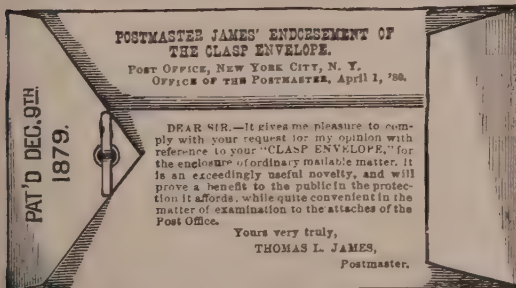 POSTMASTER JAMES' ENDORSEMENT OF
THE CLASP ENVELOPE.
POST OFFICE, NEW YORK CITY, N. Y.
OFFICE OF THE POSTMASTER, April 1, '80.
DEAR SIR.—It gives me pleasure to com-
ply with your request for my opinion with
reference to your "CLASP ENVELOPE," for
the enclosure of ordinary mailable matter. It
is an exceedingly useful novelty, and will
prove a benefit to the public in the protec-
tion it affords, while quite convenient in the
matter of examination to the attaches of the
Post Office.
Yours very truly,
THOMAS L. JAMES,
Postmaster.
PAT'D DEC. 9TH
1879.